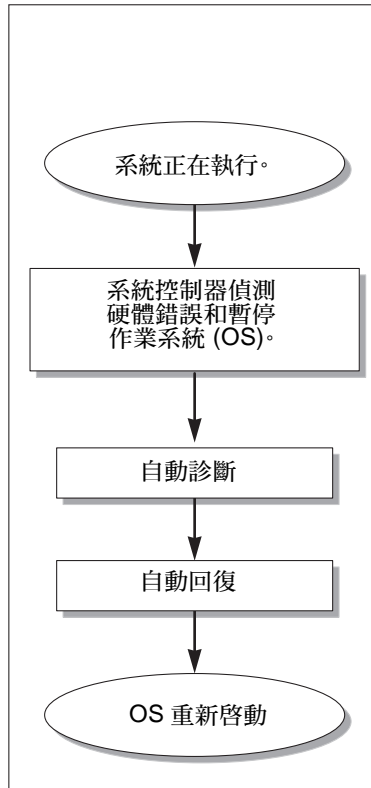 系統正在執行。
系統控制器偵測
硬體錯誤和暫停
作業系統 (OS)。
自動診斷
自動回復
OS 重新啓動